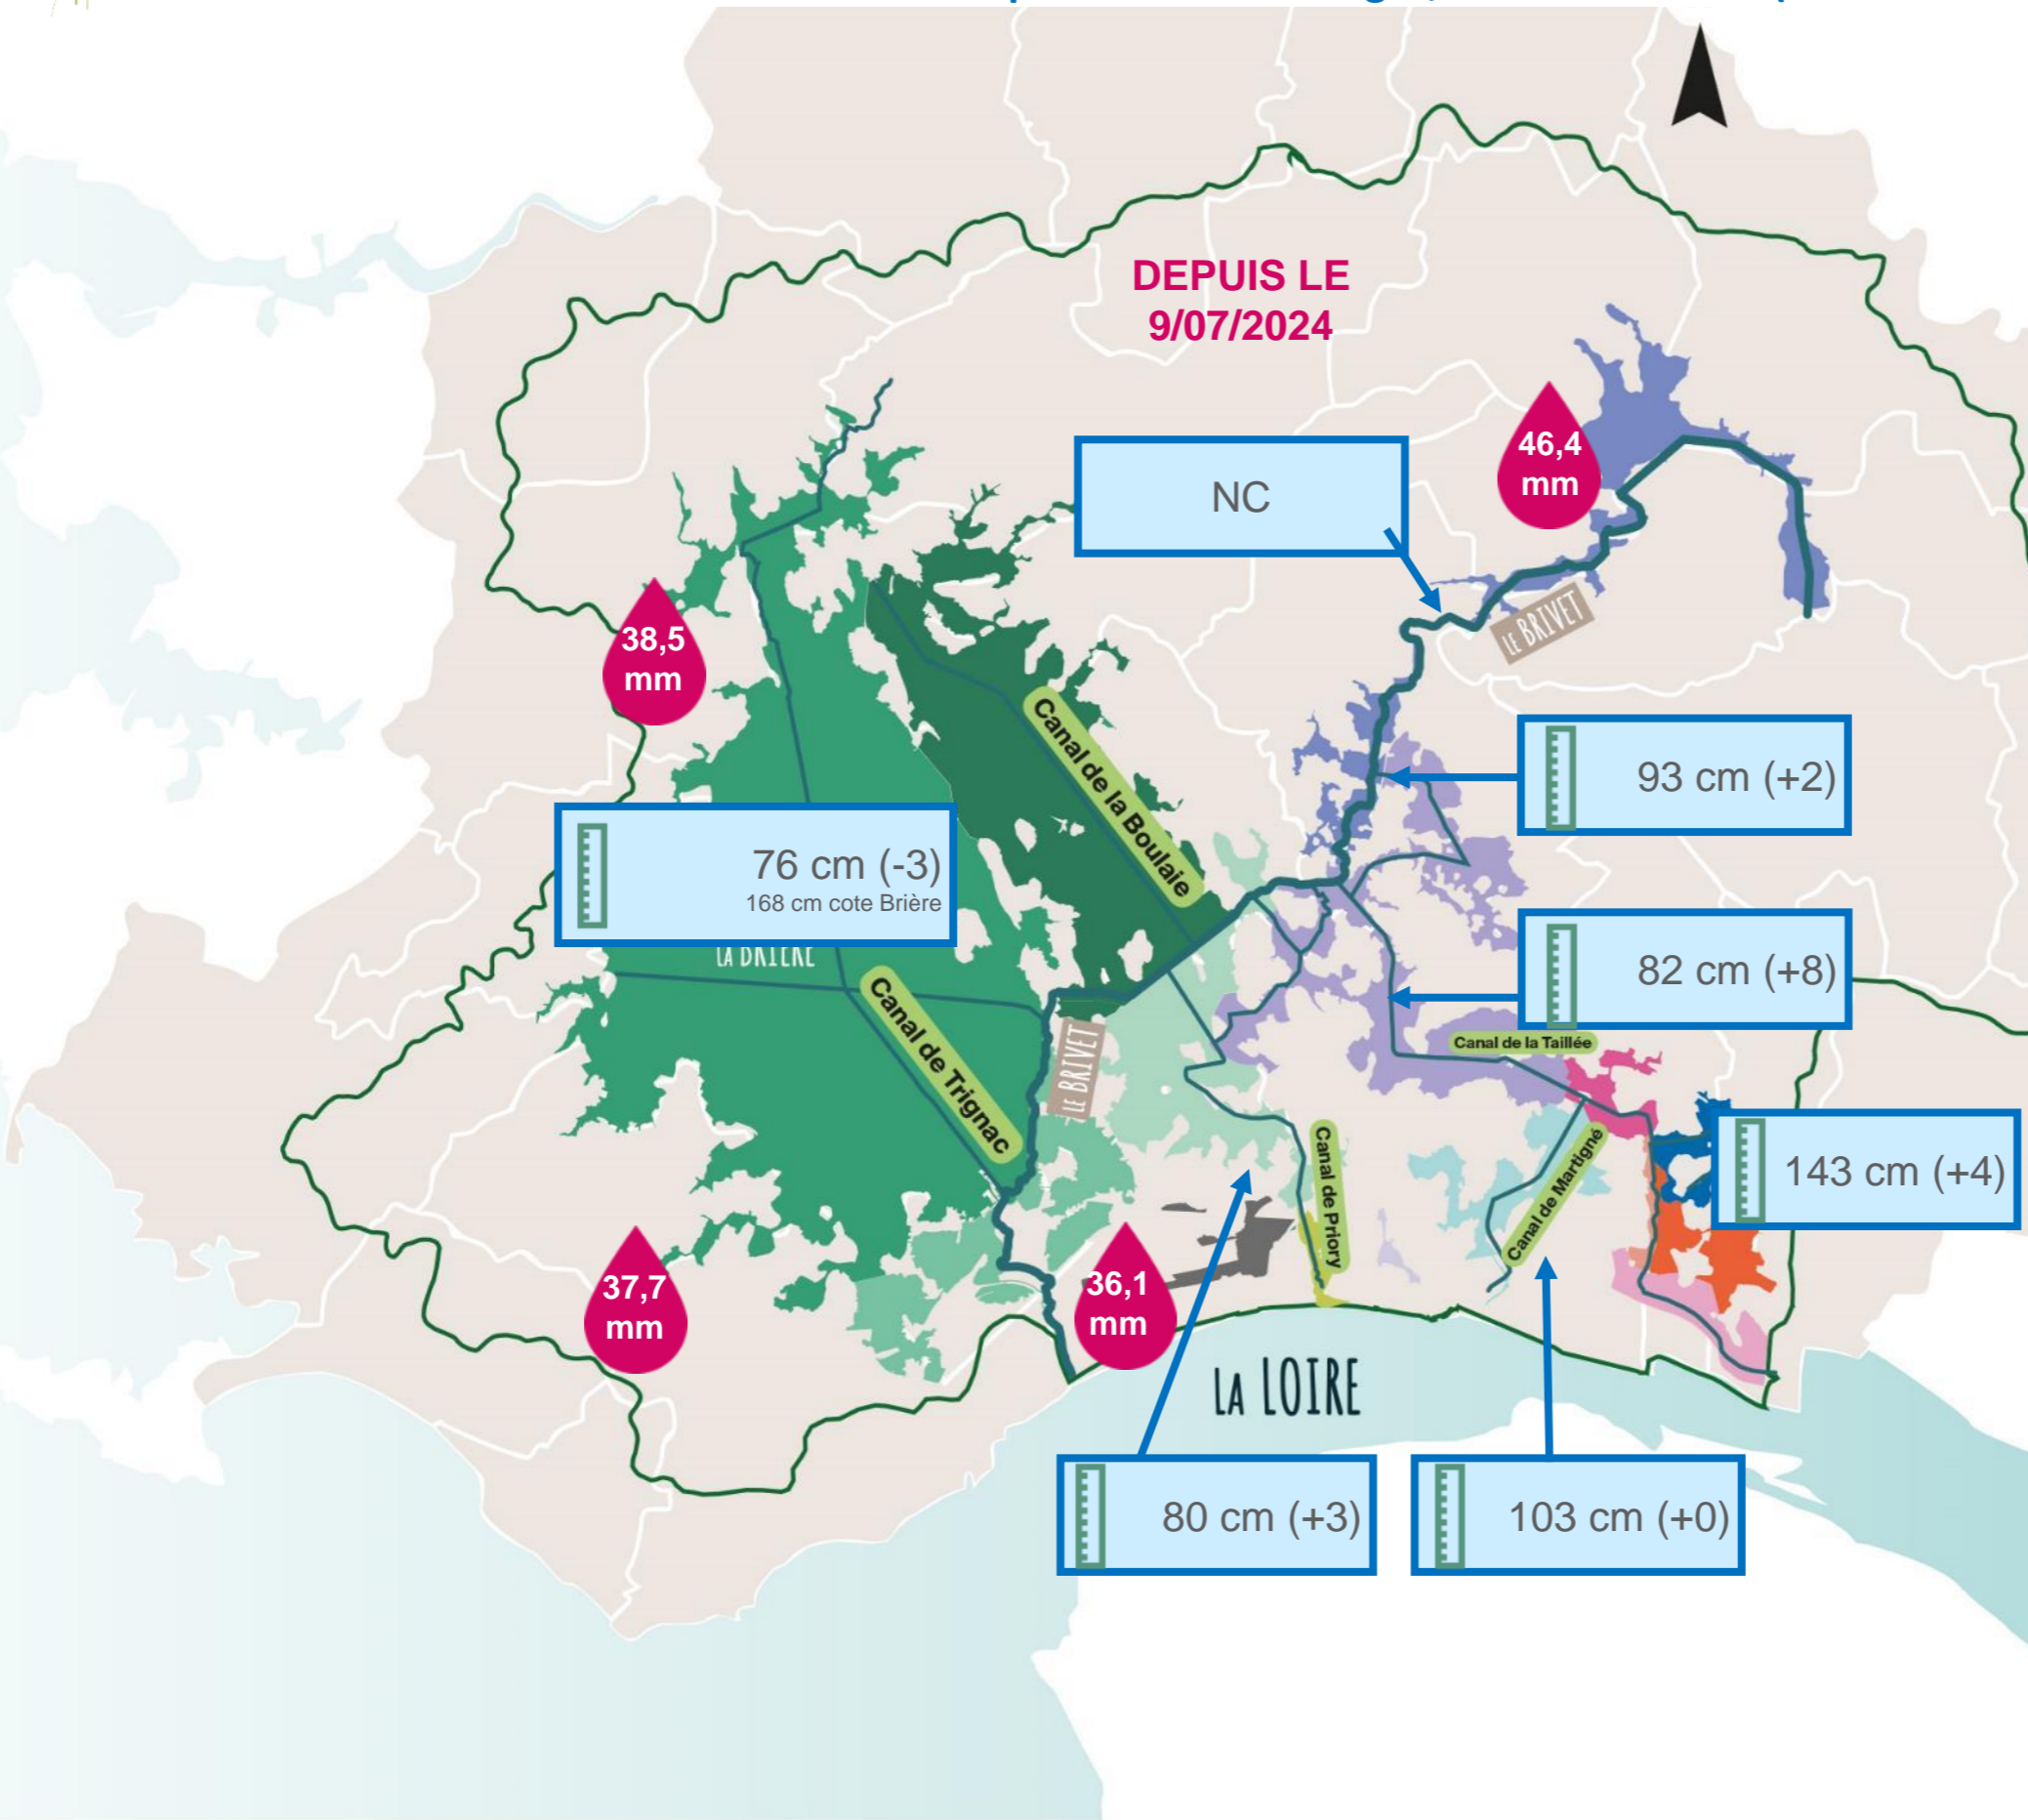 DEPUIS LE
9/07/2024
46,4
mm
NC
LE BRIVET
38,5
mm
Canal de la Boulaie
93 cm (+2)
76 cm (-3)
168 cm cote Brière
LA BRIÈRE
82 cm (+8)
Canal de Trignac
LE BRIVET
Canal de la Taillée
Canal de Priory
Canal de Martigné
143 cm (+4)
37,7
mm
36,1
mm
LA LOIRE
80 cm (+3)
103 cm (+0)